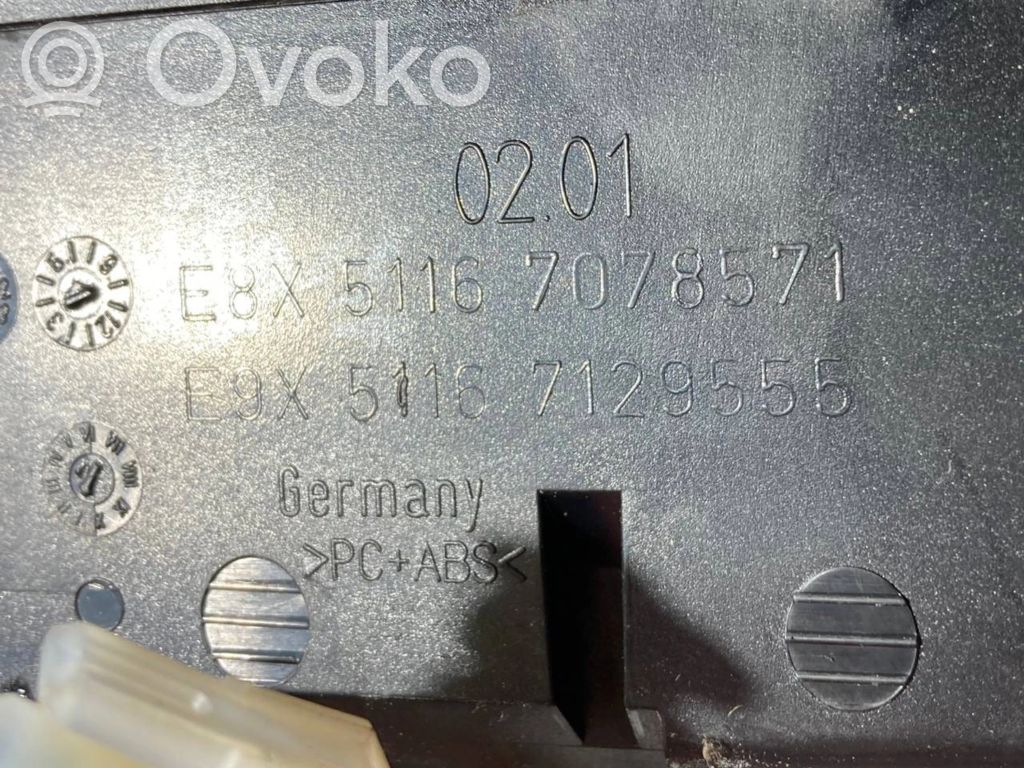 Ovoko
02.01
E8X 5116 7078571
E9X 5116 7129555
Germany
>PC+ABS<